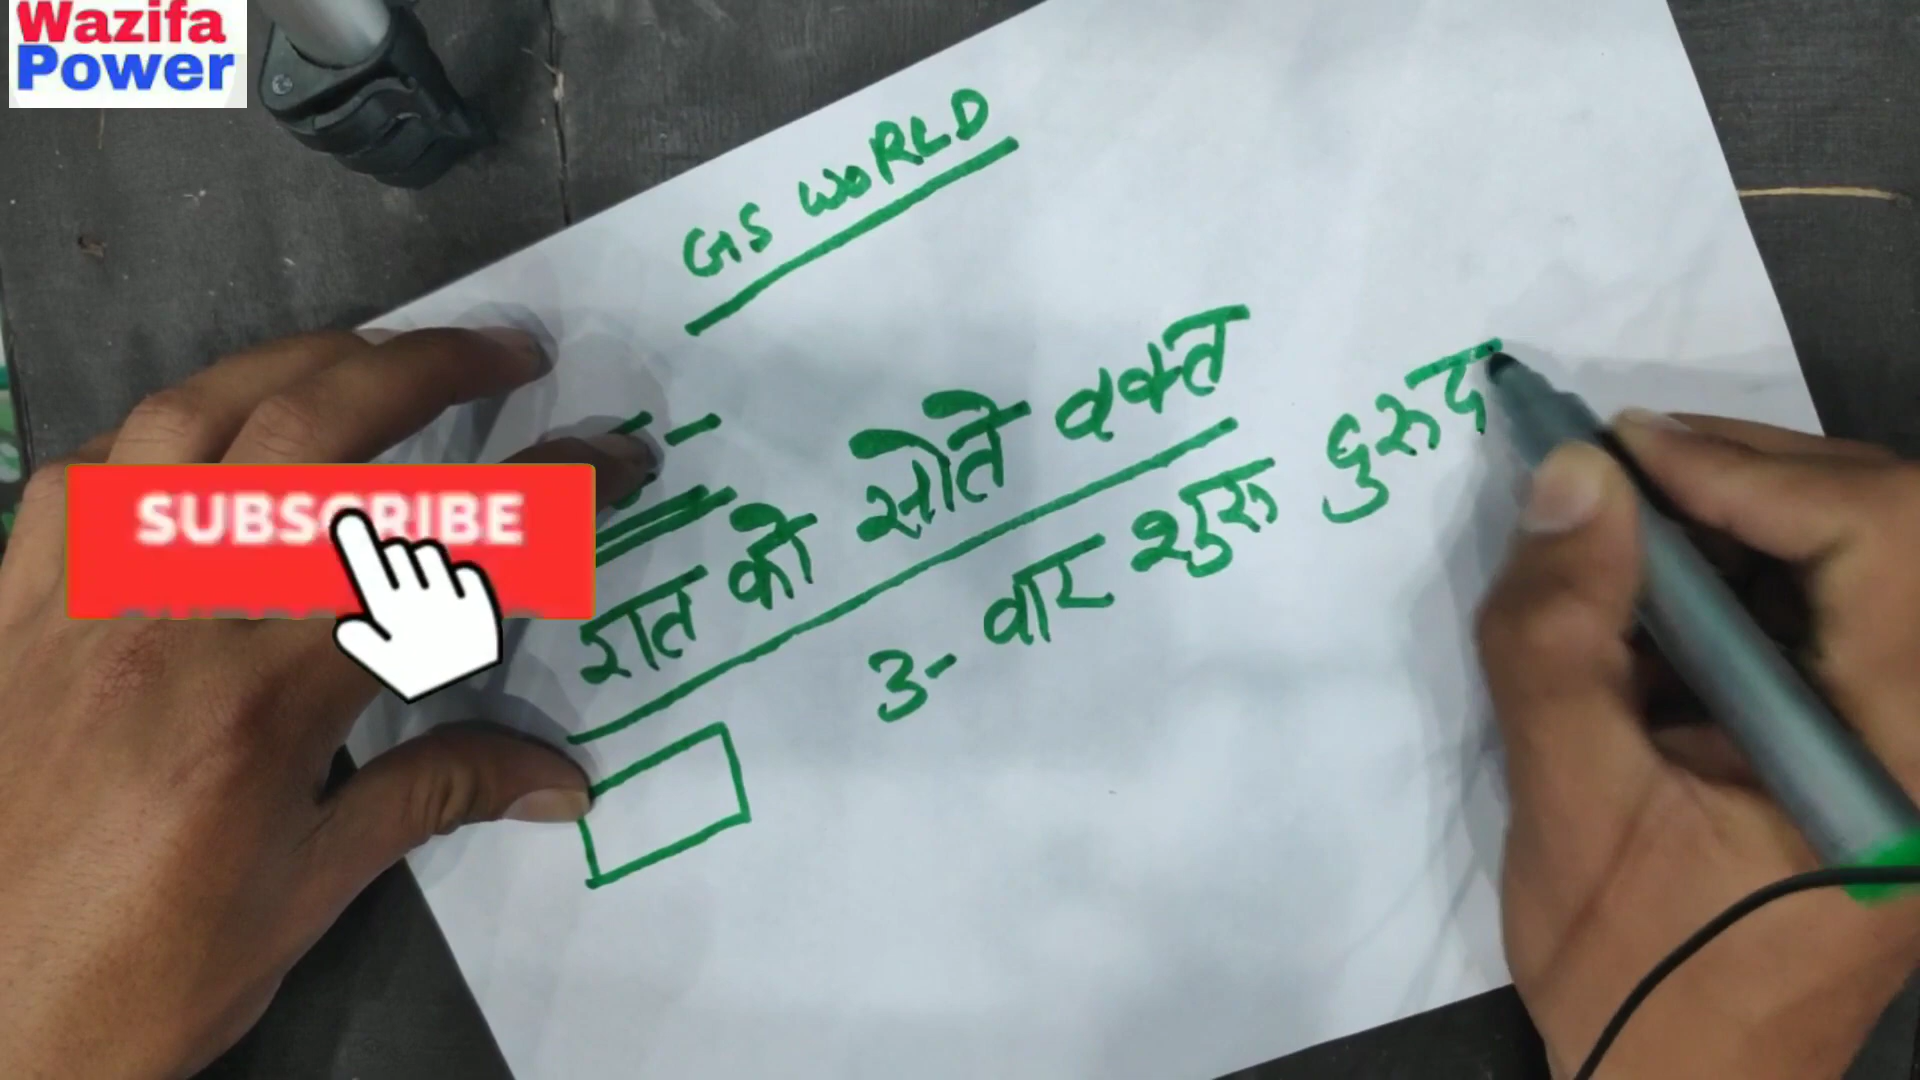 Wazifa
Power
GS WORLD
रात को सोते वक्त
3- बार शुरु दुरुद
SUBSCRIBE